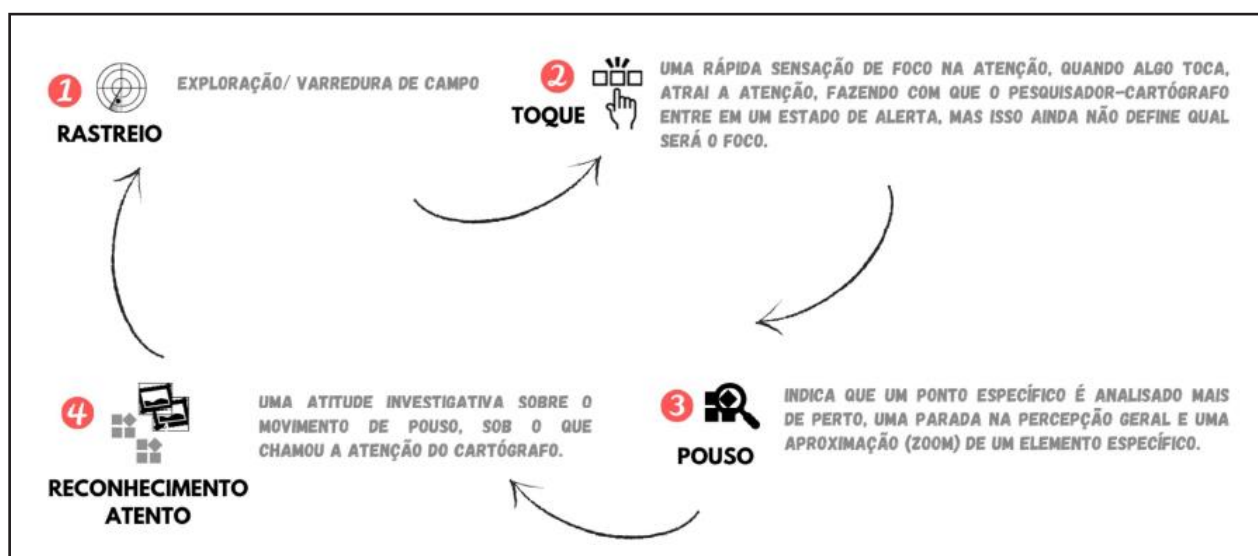 1
RASTREIO
EXPLORAÇÃO/ VARREDURA DE CAMPO
2
TOQUE
UMA RÁPIDA SENSAÇÃO DE FOCO NA ATENÇÃO, QUANDO ALGO TOCA,
ATRAI A ATENÇÃO, FAZENDO COM QUE O PESQUISADOR-CARTÓGRAFO
ENTRE EM UM ESTADO DE ALERTA, MAS ISSO AINDA NÃO DEFINE QUAL
SERÁ O FOCO.
3
POUSO
INDICA QUE UM PONTO ESPECÍFICO É ANALISADO MAIS
DE PERTO, UMA PARADA NA PERCEPÇÃO GERAL E UMA
APROXIMAÇÃO (ZOOM) DE UM ELEMENTO ESPECÍFICO.
4
RECONHECIMENTO
ATENTO
UMA ATITUDE INVESTIGATIVA SOBRE O
MOVIMENTO DE POUSO, SOB O QUE
CHAMOU A ATENÇÃO DO CARTÓGRAFO.